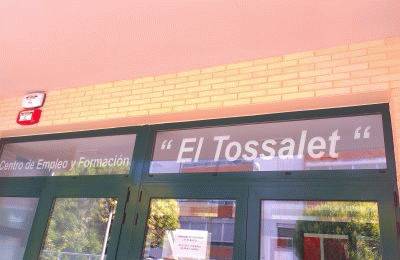 Centro de Empleo y Formación
“ El Tossalet “